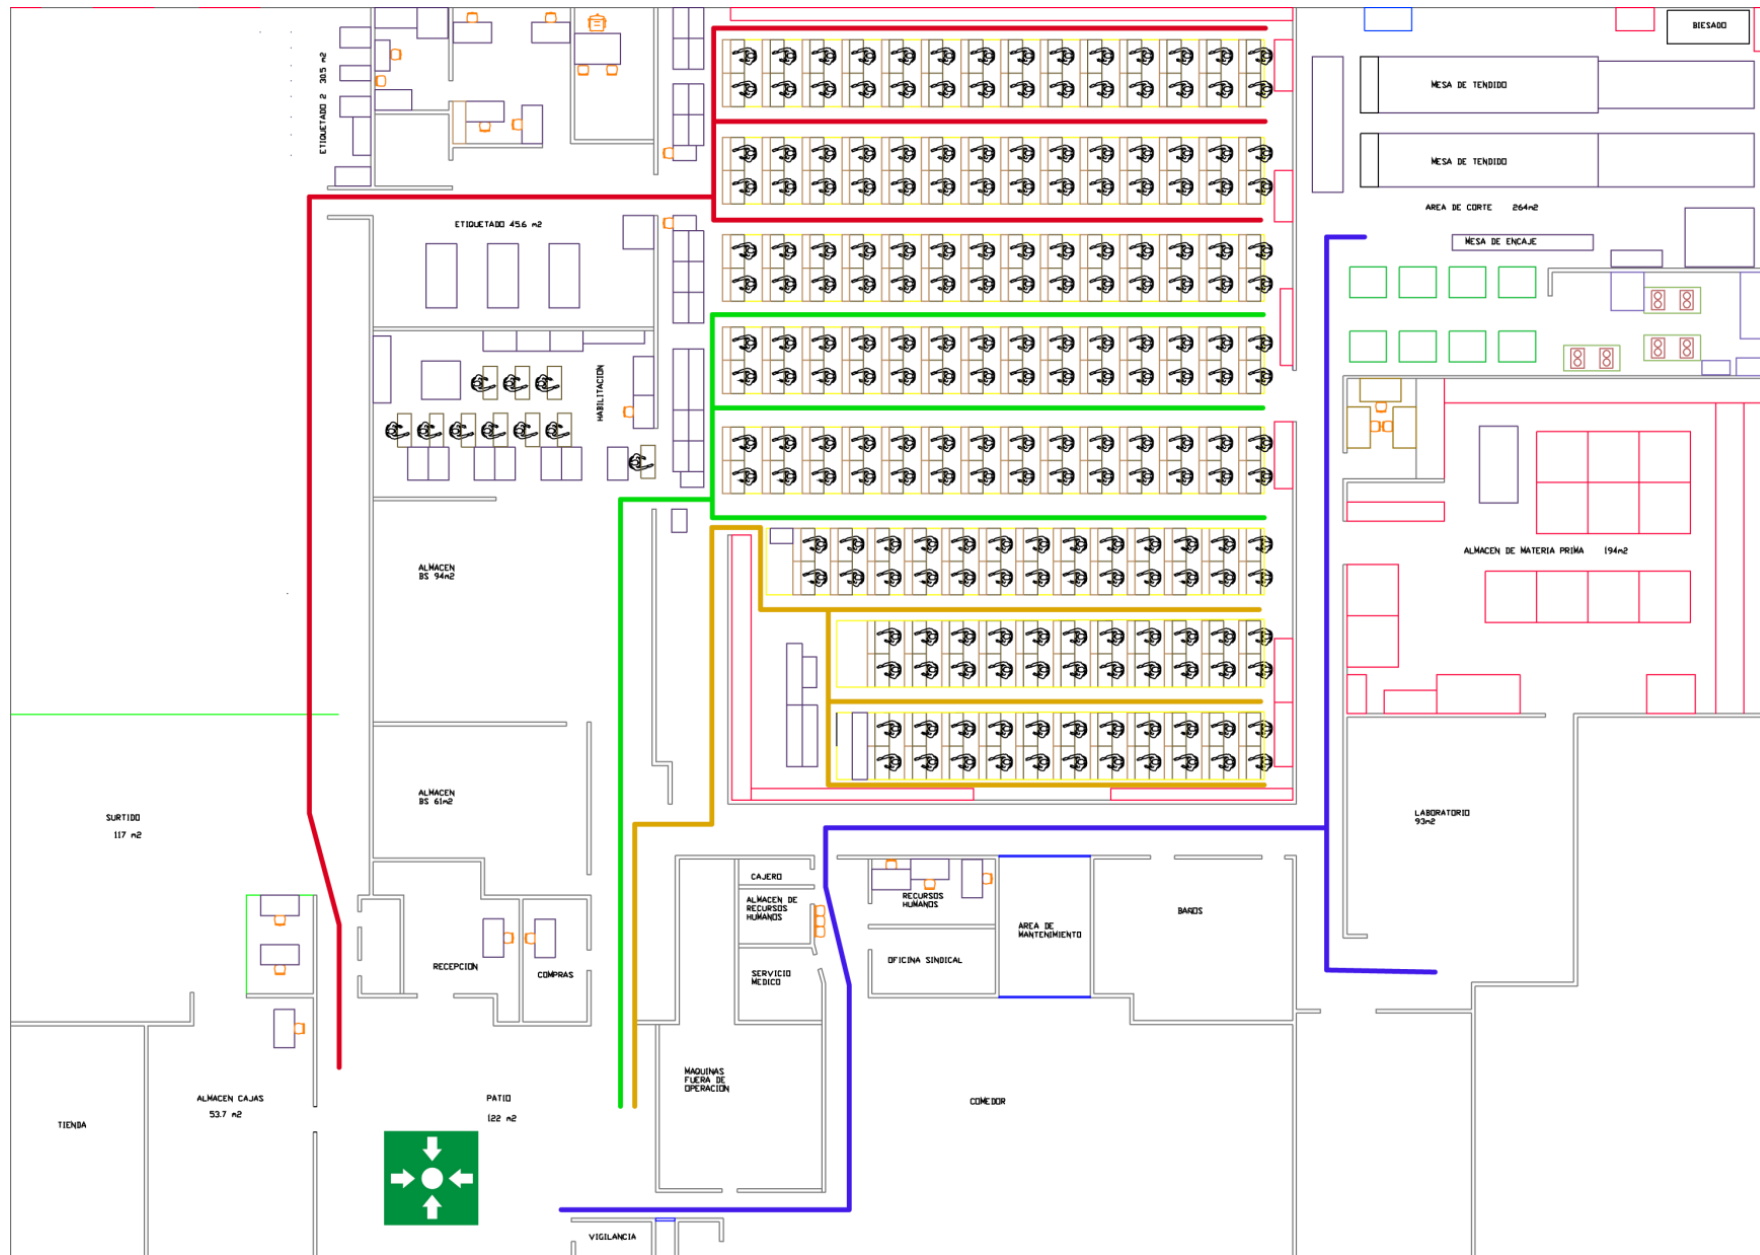 BIESADO
ETIQUETADO 2  30.5 m2
MESA DE TENDIDO
MESA DE TENDIDO
AREA DE CORTE   264m2
ETIQUETADO 45.6 m2
MESA DE ENCAJE
HABILITACION
ALMACEN
BS 94m2
ALMACEN DE MATERIA PRIMA   194m2
ALMACEN
BS 61m2
SURTIDO
117 m2
LABORATORIO
93m2
CAJERO
ALMACEN DE
RECURSOS
HUMANOS
RECURSOS
HUMANOS
BAÑOS
AREA DE
MANTENIMIENTO
OFICINA SINDICAL
RECEPCION
COMPRAS
SERVICIO
MEDICO
MAQUINAS
FUERA DE
OPERACION
ALMACEN CAJAS
53.7 m2
PATIO
122 m2
COMEDOR
TIENDA
VIGILANCIA